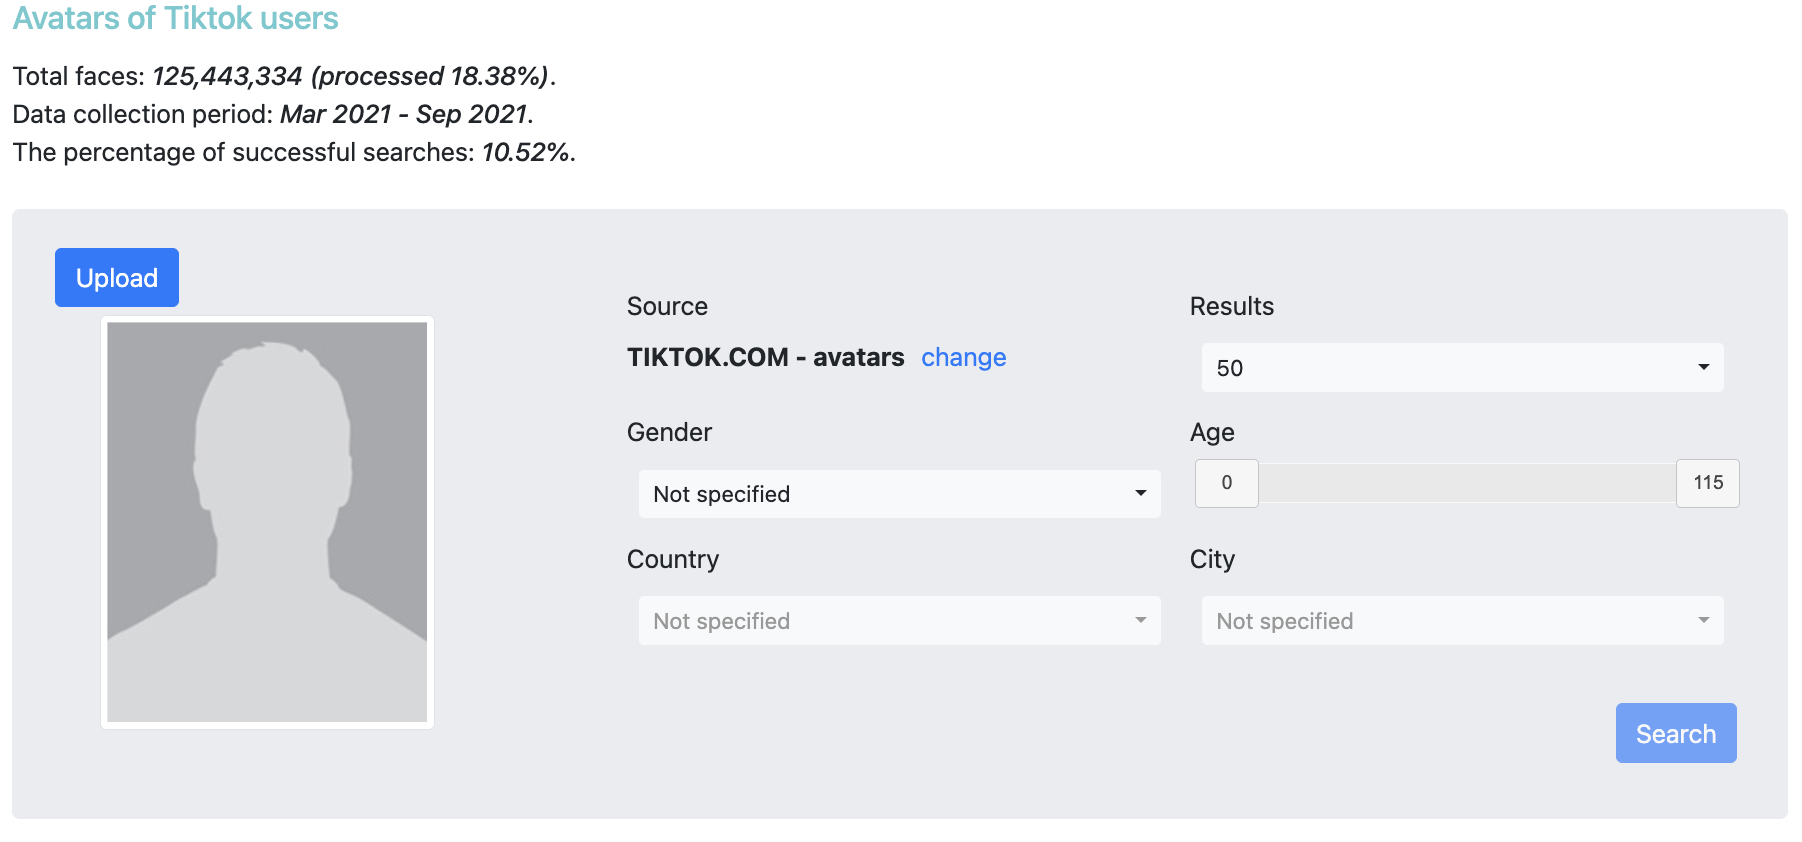 Avatars of Tiktok users
Total faces: 125,443,334 (processed 18.38%).
Data collection period: Mar 2021 - Sep 2021.
The percentage of successful searches: 10.52%.
Upload
Source
TIKTOK.COM - avatars change
Results
50
Gender
Not specified
Age
0 115
Country
Not specified
City
Not specified
Search